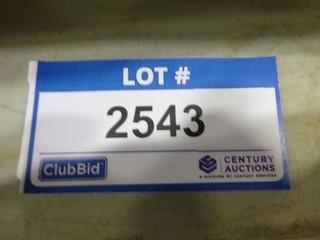 LOT #
2543
ClubBid
CENTURY
AUCTIONS
A DIVISION OF CENTURY SERVICES